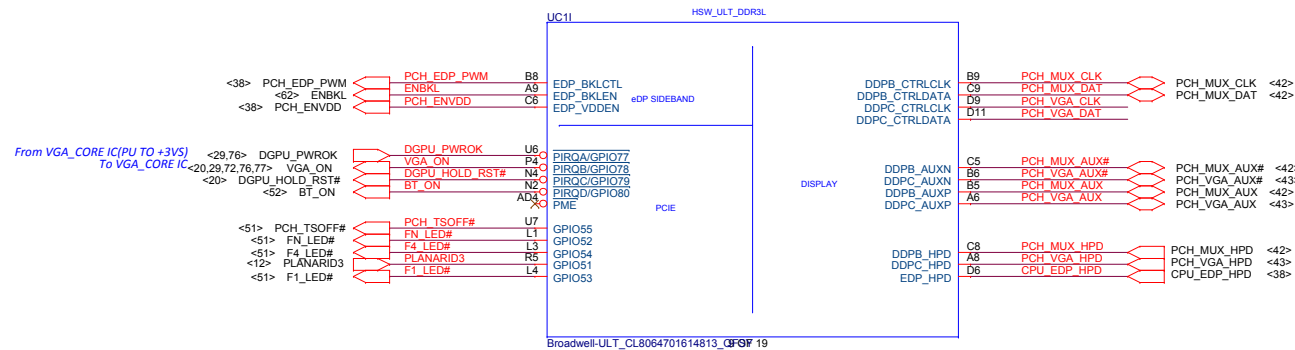 UC1I
HSW_ULT_DDR3L
<38> PCH_EDP_PWM PCH_EDP_PWM B8 EDP_BKLCTL
<62> ENBKL ENBKL A9 EDP_BKLEN
<38> PCH_ENVDD PCH_ENVDD C6 EDP_VDDEN
eDP SIDEBAND
DDPB_CTRLCLK B9 PCH_MUX_CLK PCH_MUX_CLK <42>
DDPB_CTRLDATA C9 PCH_MUX_DAT PCH_MUX_DAT <42>
DDPC_CTRLCLK D9 PCH_VGA_CLK
DDPC_CTRLDATA D11 PCH_VGA_DAT
From VGA_CORE IC(PU TO +3VS)
To VGA_CORE IC
<29,76> DGPU_PWROK DGPU_PWROK U6 PIRQA/GPIO77
<20,29,72,76,77> VGA_ON VGA_ON P4 PIRQB/GPIO78
<20> DGPU_HOLD_RST# DGPU_HOLD_RST# N4 PIRQC/GPIO79
<52> BT_ON BT_ON N2 PIRQD/GPIO80
AD4 PME
PCIE
DISPLAY
DDPB_AUXN C5 PCH_MUX_AUX# PCH_MUX_AUX# <42
DDPC_AUXN B6 PCH_VGA_AUX# PCH_VGA_AUX# <43
DDPB_AUXP B5 PCH_MUX_AUX PCH_MUX_AUX <42>
DDPC_AUXP A6 PCH_VGA_AUX PCH_VGA_AUX <43>
<51> PCH_TSOFF# PCH_TSOFF# U7 GPIO55
<51> FN_LED# FN_LED# L1 GPIO52
<51> F4_LED# F4_LED# L3 GPIO54
<12> PLANARID3 PLANARID3 R5 GPIO51
<51> F1_LED# F1_LED# L4 GPIO53
DDPB_HPD C8 PCH_MUX_HPD PCH_MUX_HPD <42>
DDPC_HPD A8 PCH_VGA_HPD PCH_VGA_HPD <43>
EDP_HPD D6 CPU_EDP_HPD CPU_EDP_HPD <38>
Broadwell-ULT_CL8064701614813_ 19